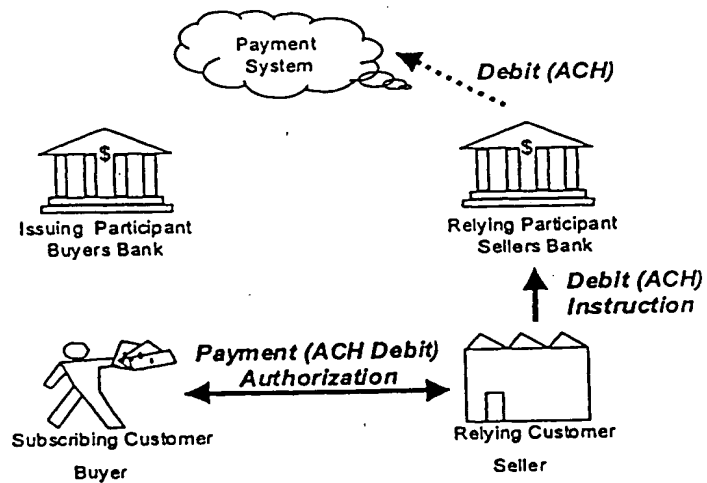 Payment
System
Debit (ACH)
$
$
Issuing Participant
Buyers Bank
Relying Participant
Sellers Bank
Debit (ACH)
Instruction
Payment (ACH Debit)
Authorization
Subscribing Customer
Buyer
Relying Customer
Seller